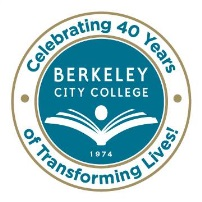 Celebrating 40 Years
BERKELEY
CITY COLLEGE
1974
of Transforming Lives!